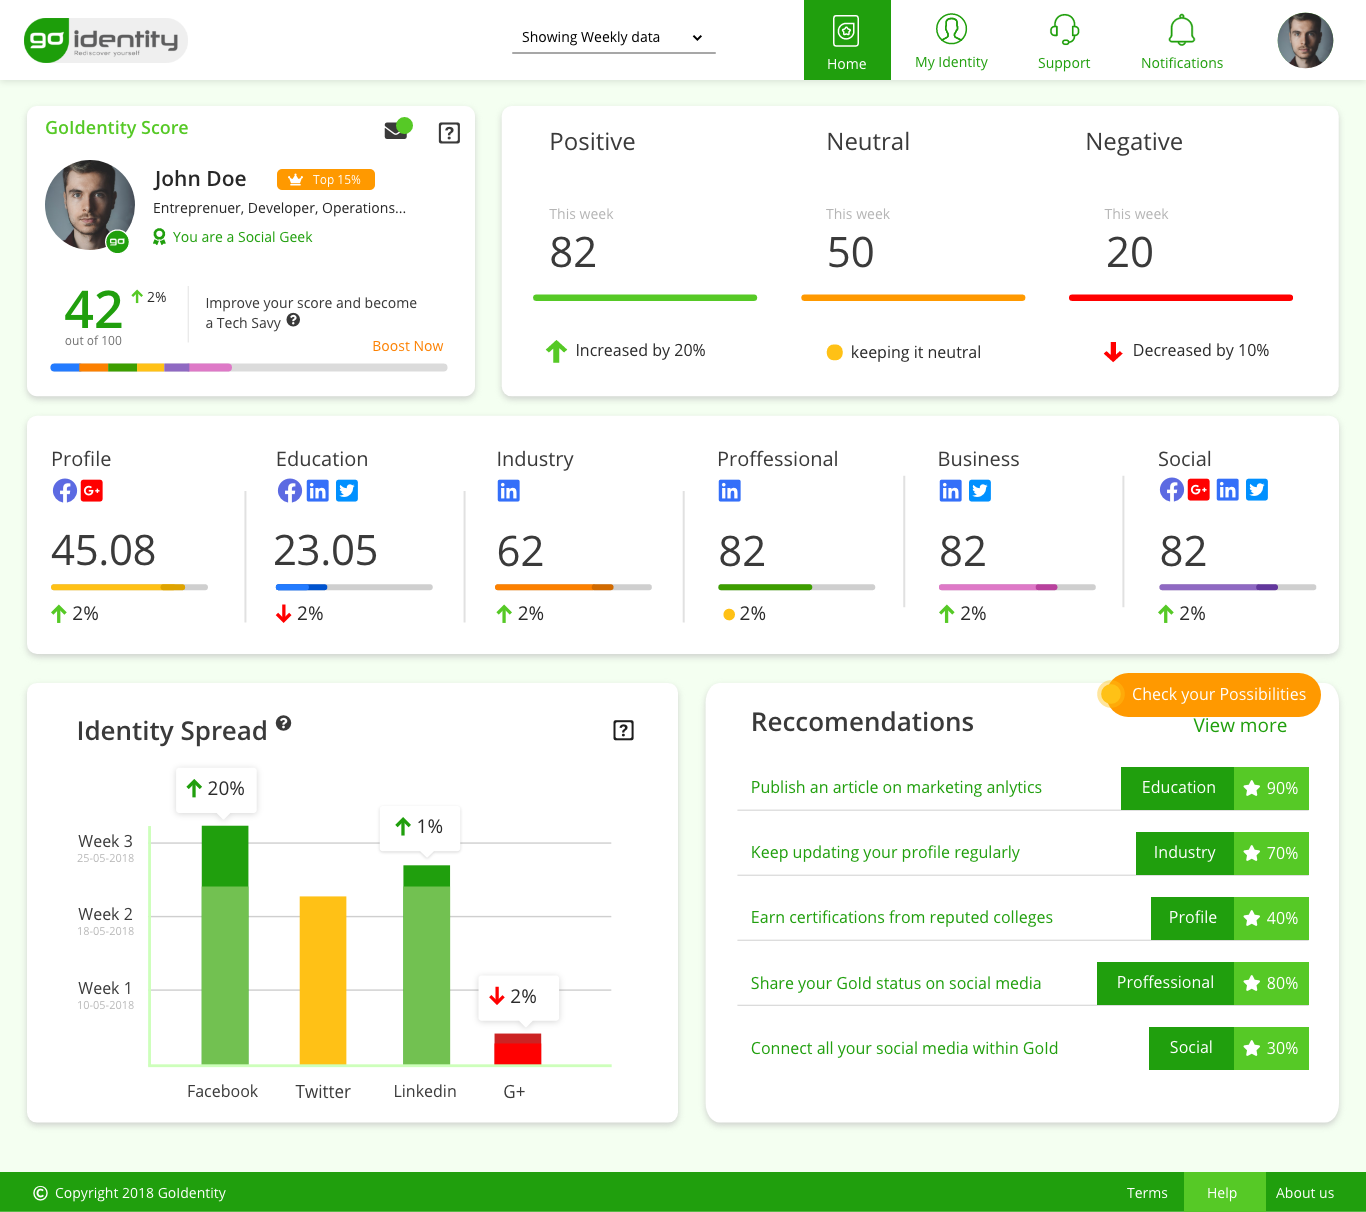 go identity
Rediscover yourself
Showing Weekly data
Home
My Identity
Support
Notifications
GoIdentity Score
?
John Doe
Top 15%
Entreprenuer, Developer, Operations...
go
You are a Social Geek
42
2%
out of 100
Improve your score and become
a Tech Savy ?
Boost Now
Positive
Neutral
Negative
This week
This week
This week
82
50
20
Increased by 20%
keeping it neutral
Decreased by 10%
Profile
Education
Industry
Proffessional
Business
Social
f G+
f in
in
in
in
f G+ in
45.08
23.05
62
82
82
82
2%
2%
2%
2%
2%
2%
Identity Spread ?
?
20%
1%
2%
Week 3
25-05-2018
Week 2
18-05-2018
Week 1
10-05-2018
Facebook
Twitter
Linkedin
G+
Check your Possibilities
Reccomendations
View more
Publish an article on marketing anlytics
Education
90%
Keep updating your profile regularly
Industry
70%
Earn certifications from reputed colleges
Profile
40%
Share your GoId status on social media
Proffessional
80%
Connect all your social media within GoId
Social
30%
© Copyright 2018 GoIdentity
Terms
Help
About us